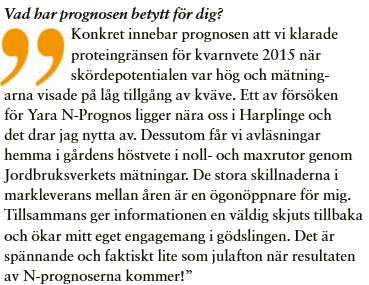 Vad har prognosen betytt för dig?
”Konkret innebar prognosen att vi klarade
proteingränsen för kvarnvete 2015 när
skördepotentialen var hög och mätning-
arna visade på låg tillgång av kväve. Ett av försöken
för Yara N-Prognos ligger nära oss i Harplinge och
det drar jag nytta av. Dessutom får vi avläsningar
hemma i gårdens höstvete i noll- och maxrutor genom
Jordbruksverkets mätningar. De stora skillnaderna i
markleverans mellan åren är en ögonöppnare för mig.
Tillsammans ger informationen en väldig skjuts tillbaka
och ökar mitt eget engagemang i gödslingen. Det är
spännande och faktiskt lite som julafton när resultaten
av N-prognoserna kommer!”